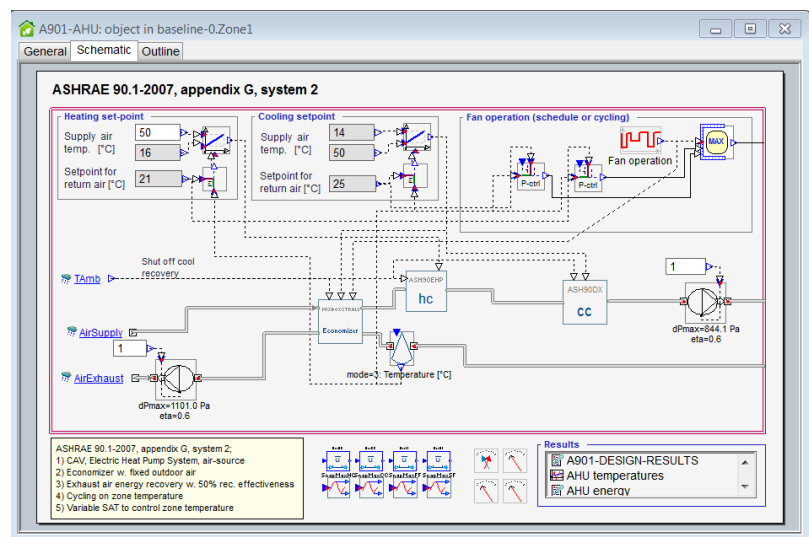 A901-AHU: object in baseline-0.Zone1
General Schematic Outline
ASHRAE 90.1-2007, appendix G, system 2
Heating set-point
Supply air temp. [°C]
50
16
Setpoint for return air [°C]
21
Cooling setpoint
Supply air temp. [°C]
14
50
Setpoint for return air [°C]
25
Fan operation (schedule or cycling)
Fan operation
MAX
P-ctrl
P-ctrl
Shut off cool
recovery
TAmb
ASH90EHP
hc
ASH90DX
cc
1
dPmax=844.1 Pa
eta=0.6
Economizer
AirSupply
1
AirExhaust
mode=3: Temperature [°C]
dPmax=1101.0 Pa
eta=0.6
ASHRAE 90.1-2007, appendix G, system 2;
1) CAV, Electric Heat Pump System, air-source
2) Economizer w. fixed outdoor air
3) Exhaust air energy recovery w. 50% rec. effectiveness
4) Cycling on zone temperature
5) Variable SAT to control zone temperature
Results
A901-DESIGN-RESULTS
AHU temperatures
AHU energy